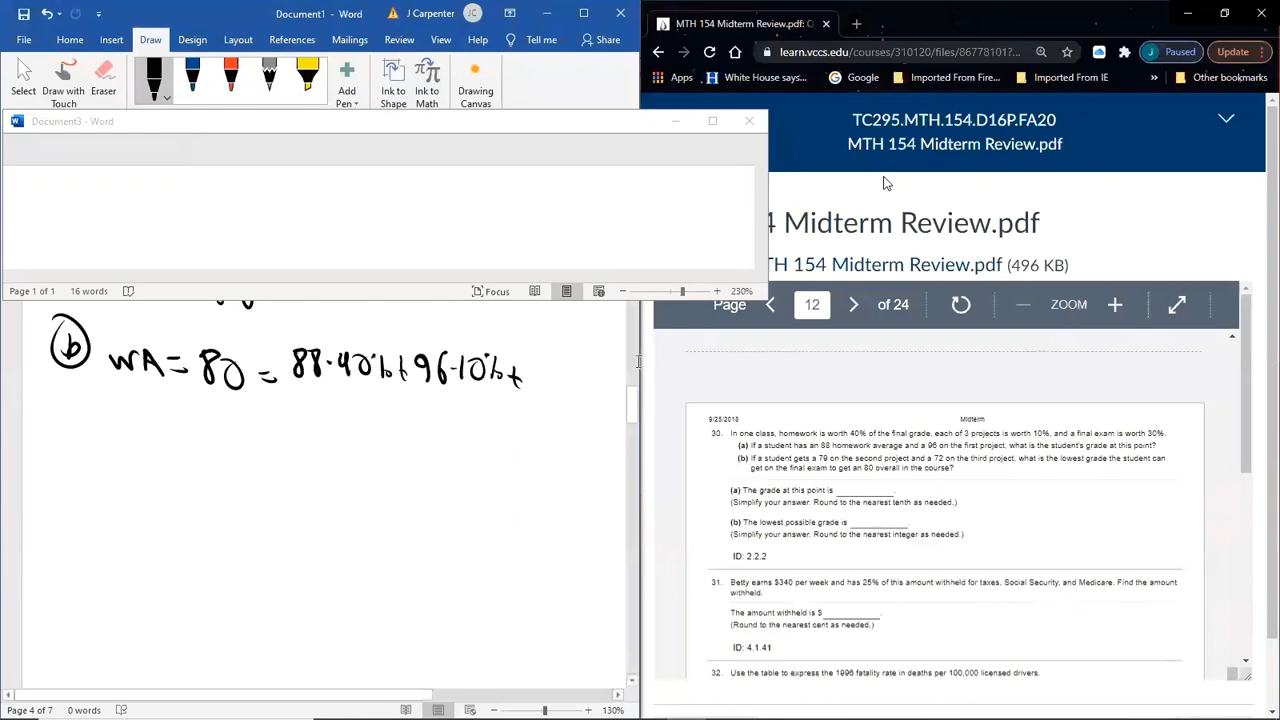 Document1 - Word
J Carpenter
JC
File
Home
Insert
Draw
Design
Layout
References
Mailings
Review
View
Help
Tell me
Share
Select
Draw with Touch
Eraser
Add Pen
Ink to Shape
Ink to Math
Drawing Canvas
Document3 - Word
Page 1 of 1
16 words
Focus
230%
b WA = 80 = 88·40% + 96·10% +
Page 4 of 7
0 words
130%
MTH 154 Midterm Review.pdf: C
learn.vccs.edu/courses/310120/files/86778101?...
J
Paused
Update
Apps
White House says...
Google
Imported From Fire...
Imported From IE
»
Other bookmarks
TC295.MTH.154.D16P.FA20
MTH 154 Midterm Review.pdf
4 Midterm Review.pdf
TH 154 Midterm Review.pdf (496 KB)
Page
12
of 24
ZOOM
9/25/2018
Midterm
30. In one class, homework is worth 40% of the final grade, each of 3 projects is worth 10%, and a final exam is worth 30%.
(a) If a student has an 88 homework average and a 96 on the first project, what is the student's grade at this point?
(b) If a student gets a 79 on the second project and a 72 on the third project, what is the lowest grade the student can
get on the final exam to get an 80 overall in the course?
(a) The grade at this point is ____________.
(Simplify your answer. Round to the nearest tenth as needed.)
(b) The lowest possible grade is ____________.
(Simplify your answer. Round to the nearest integer as needed.)
ID: 2.2.2
31. Betty earns $340 per week and has 25% of this amount withheld for taxes, Social Security, and Medicare. Find the amount
withheld.
The amount withheld is $ ____________.
(Round to the nearest cent as needed.)
ID: 4.1.41
32. Use the table to express the 1996 fatality rate in deaths per 100,000 licensed drivers.